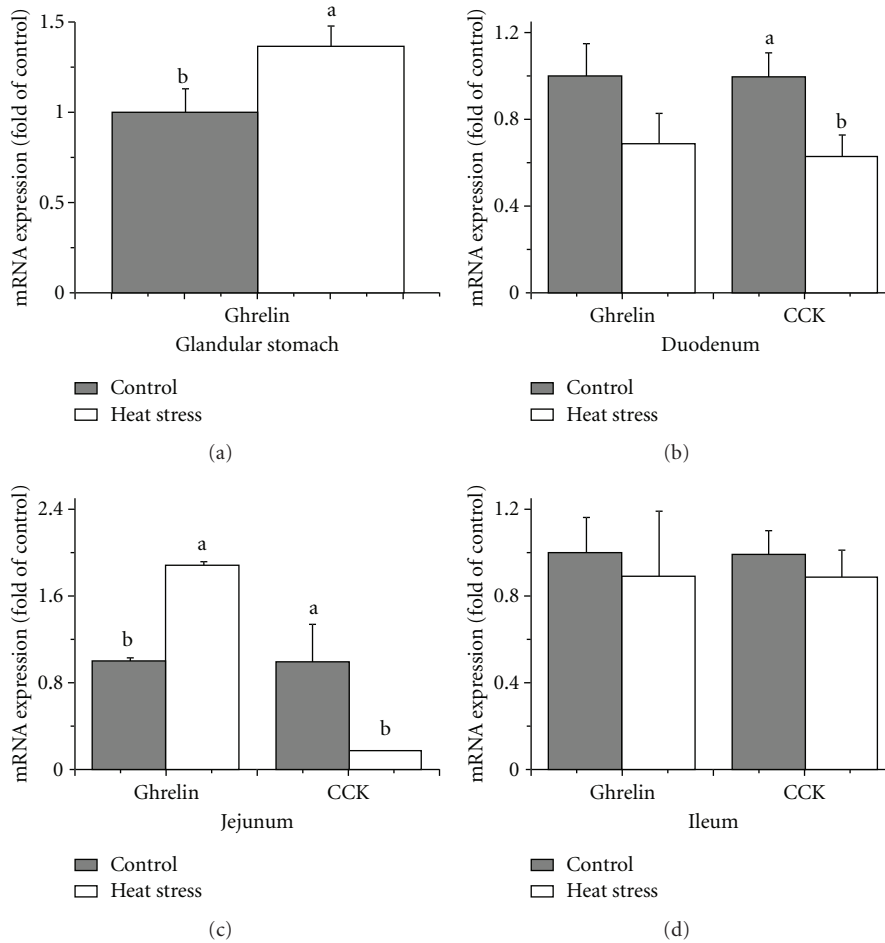 mRNA expression (fold of control)
1.5
1
0.5
0
b
a
Ghrelin
Glandular stomach
Control
Heat stress
(a)
mRNA expression (fold of control)
1.2
0.8
0.4
0
a
b
Ghrelin CCK
Duodenum
Control
Heat stress
(b)
mRNA expression (fold of control)
2.4
1.6
0.8
0
b
a
a
b
Ghrelin CCK
Jejunum
Control
Heat stress
(c)
mRNA expression (fold of control)
1.2
0.8
0.4
0
Ghrelin CCK
Ileum
Control
Heat stress
(d)